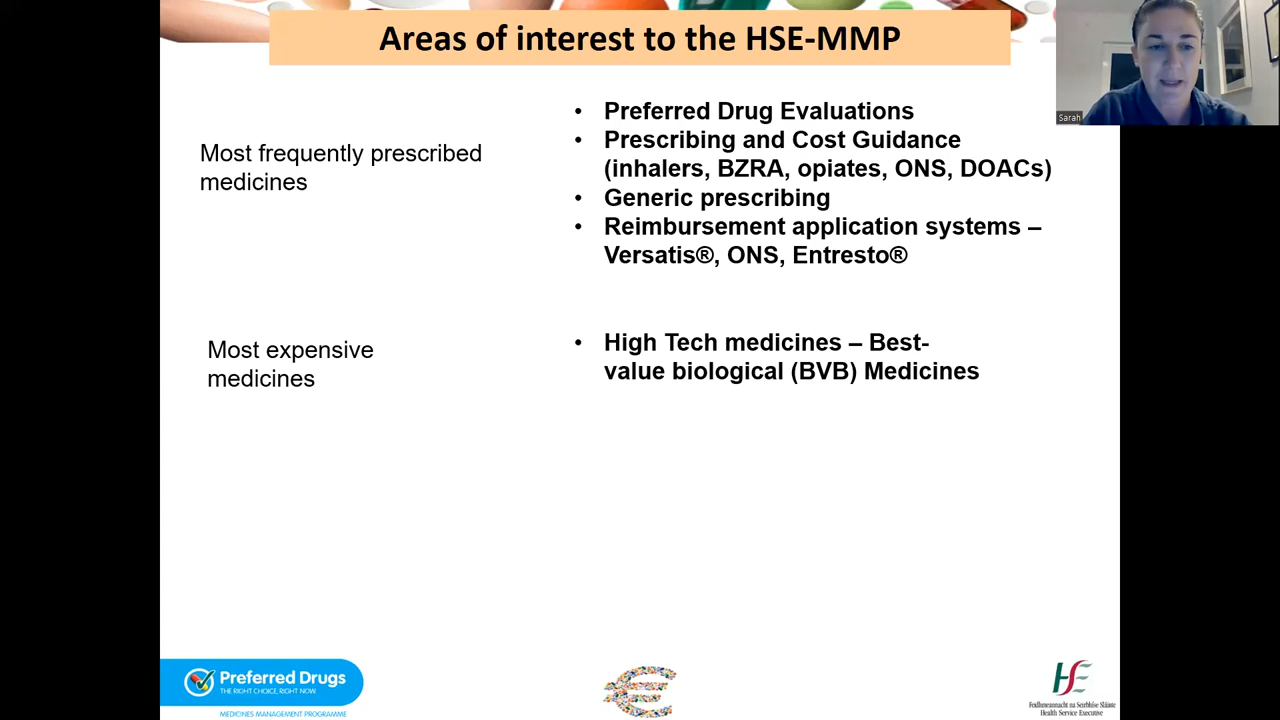 Areas of interest to the HSE-MMP
Sarah
Most frequently prescribed
medicines
• Preferred Drug Evaluations
• Prescribing and Cost Guidance
(inhalers, BZRA, opiates, ONS, DOACs)
• Generic prescribing
• Reimbursement application systems –
Versatis®, ONS, Entresto®
Most expensive
medicines
• High Tech medicines – Best-
value biological (BVB) Medicines
Preferred Drugs
THE RIGHT CHOICE, RIGHT NOW
MEDICINES MANAGEMENT PROGRAMME
Feidhmeannacht na Seirbhíse Sláinte
Health Service Executive